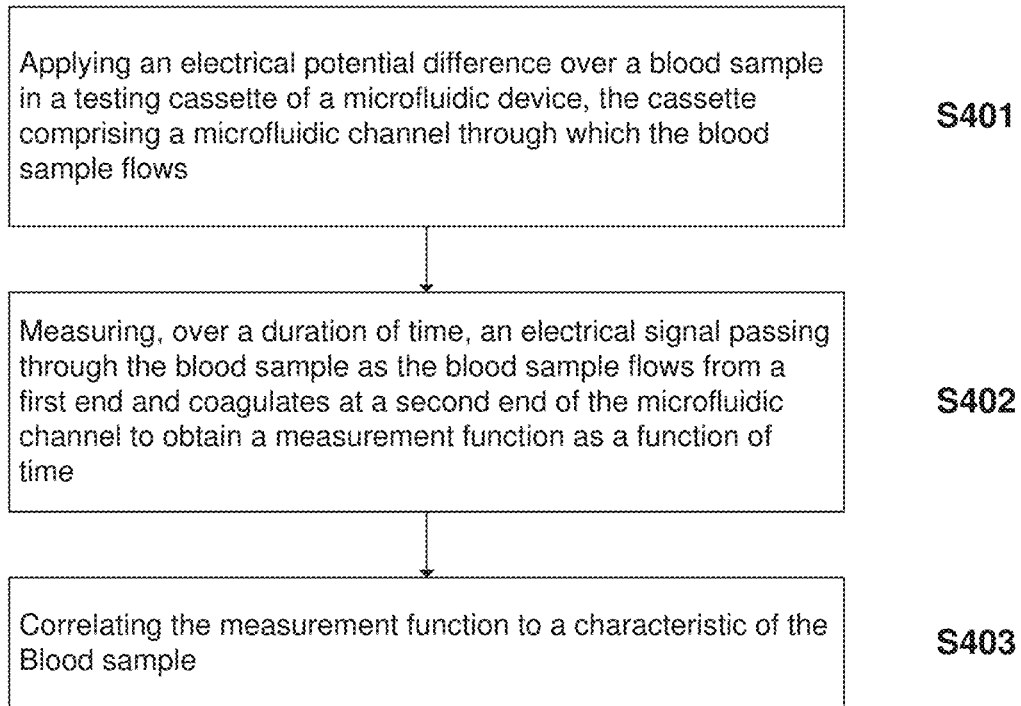 Applying an electrical potential difference over a blood sample
in a testing cassette of a microfluidic device, the cassette
comprising a microfluidic channel through which the blood
sample flows
S401
Measuring, over a duration of time, an electrical signal passing
through the blood sample as the blood sample flows from a
first end and coagulates at a second end of the microfluidic
channel to obtain a measurement function as a function of
time
S402
Correlating the measurement function to a characteristic of the
Blood sample
S403